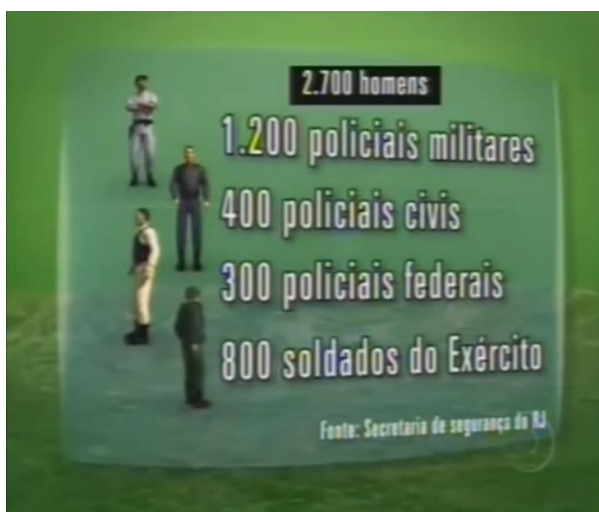 2.700 homens
1.200 policiais militares
400 policiais civis
300 policiais federais
800 soldados do Exército
Fonte: Secretaria de segurança do RJ